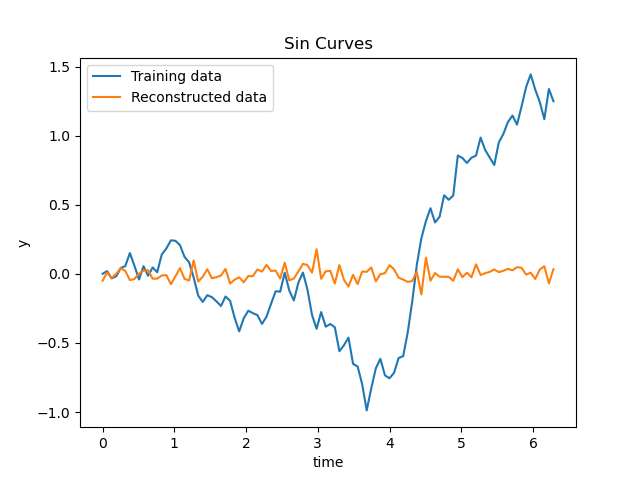 Sin Curves
Training data
Reconstructed data
y
1.5
1.0
0.5
0.0
−0.5
−1.0
0 1 2 3 4 5 6
time